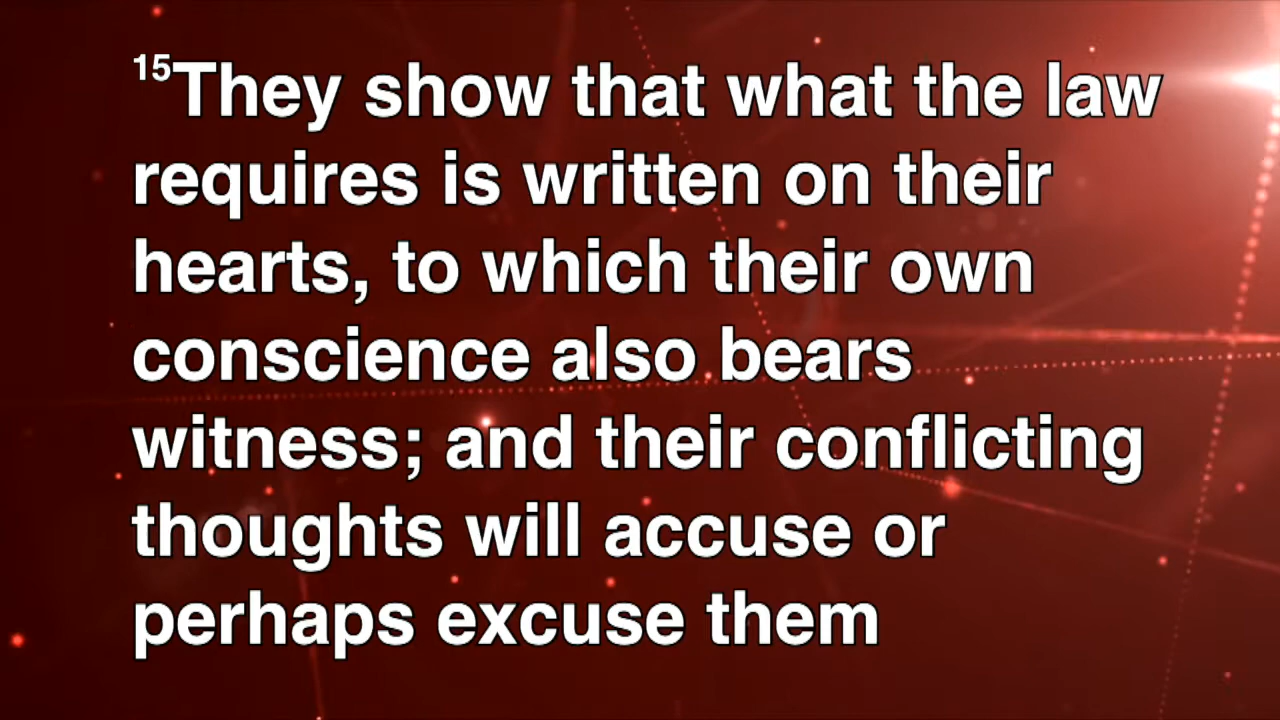 15They show that what the law
requires is written on their
hearts, to which their own
conscience also bears
witness; and their conflicting
thoughts will accuse or
perhaps excuse them